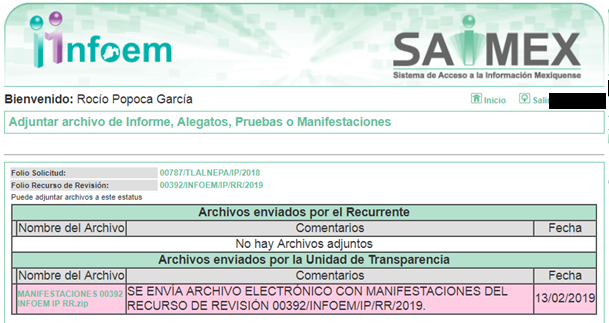 infoem
SAIMEX
Sistema de Acceso a la Información Mexiquense
Bienvenido: Rocío Popoca García
Inicio
Adjuntar archivo de Informe, Alegatos, Pruebas o Manifestaciones
Folio Solicitud: 00787/TLALNEPA/IP/2018
Folio Recurso de Revisión: 00392/INFOEM/IP/RR/2019
Puede adjuntar archivos a este estatus
Archivos enviados por el Recurrente
Nombre del Archivo Comentarios Fecha
No hay Archivos adjuntos
Archivos enviados por la Unidad de Transparencia
Nombre del Archivo Comentarios Fecha
MANIFESTACIONES 00392
INFOEM IP RR.zip
SE ENVÍA ARCHIVO ELECTRÓNICO CON MANIFESTACIONES DEL
RECURSO DE REVISIÓN 00392/INFOEM/IP/RR/2019.
13/02/2019